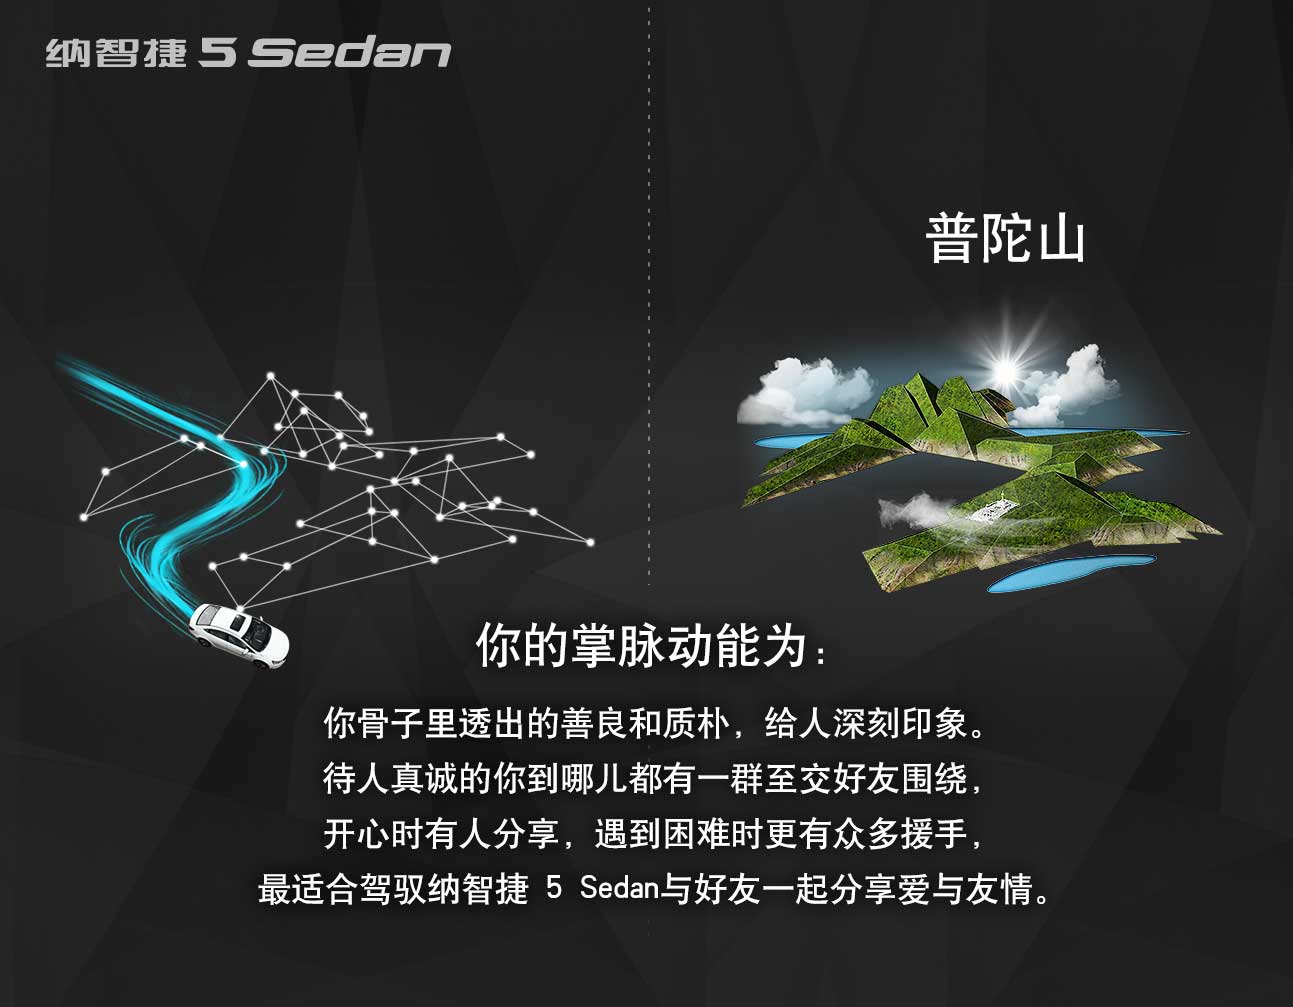 纳智捷 5 Sedan
普陀山
你的掌脉动能为：
你骨子里透出的善良和质朴，给人深刻印象。
待人真诚的你到哪儿都有一群至交好友围绕，
开心时有人分享，遇到困难时更有众多援手，
最适合驾驭纳智捷 5 Sedan与好友一起分享爱与友情。